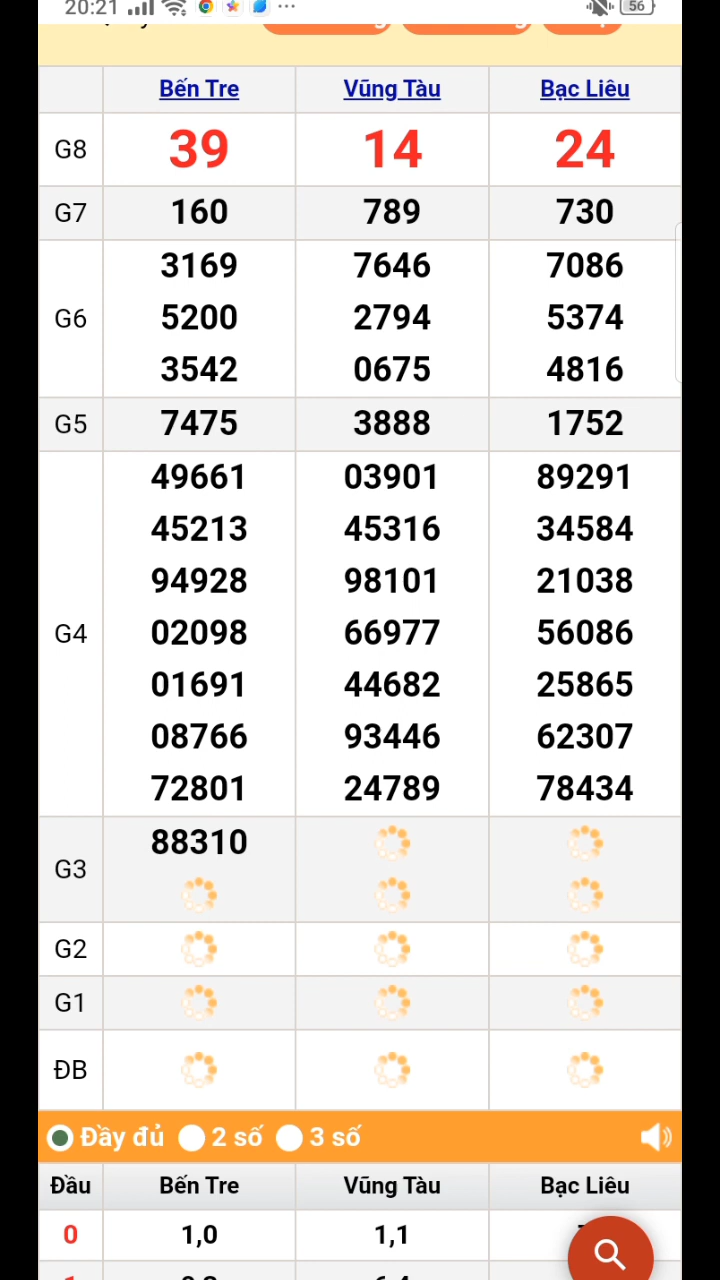 20:21 ... 56
Bến Tre Vũng Tàu Bạc Liêu
G8 39 14 24
G7 160 789 730
3169 7646 7086
G6 5200 2794 5374
3542 0675 4816
G5 7475 3888 1752
49661 03901 89291
45213 45316 34584
94928 98101 21038
G4 02098 66977 56086
01691 44682 25865
08766 93446 62307
72801 24789 78434
G3 88310
G2
G1
ĐB
Đầy đủ 2 số 3 số
Đầu Bến Tre Vũng Tàu Bạc Liêu
0 1,0 1,1